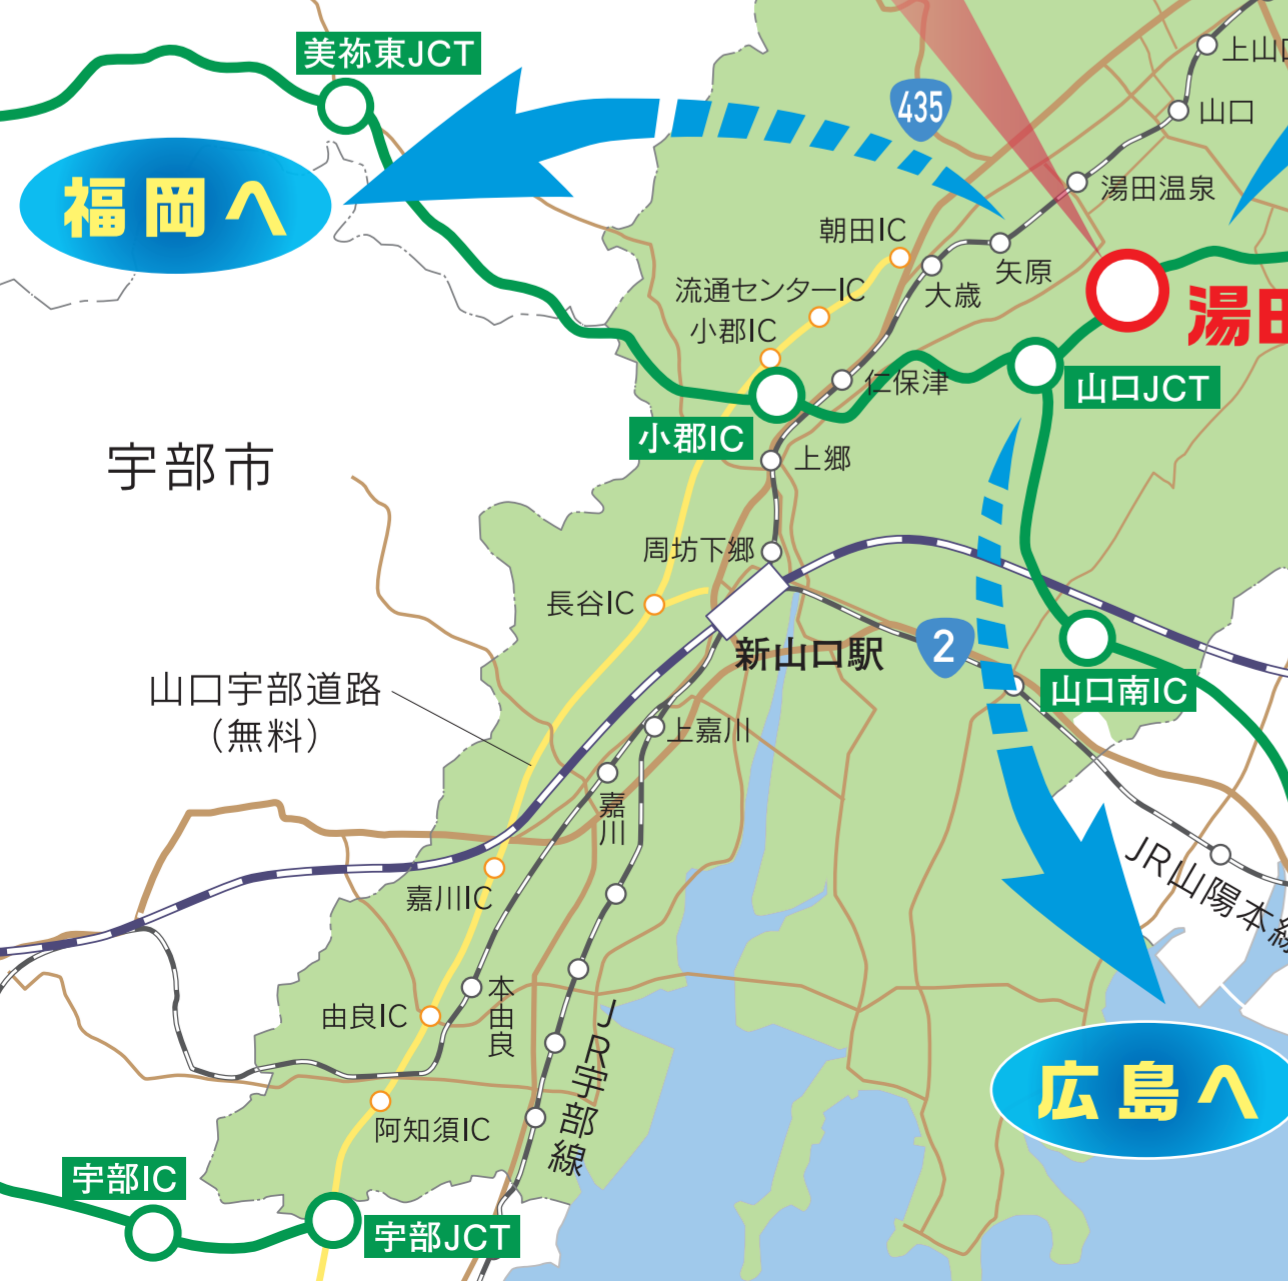 美祢東JCT
435
上山口
山口
湯田温泉
福岡へ
朝田IC
矢原
大歳
流通センターIC
小郡IC
湯田
仁保津
山口JCT
小郡IC
上郷
宇部市
周坊下郷
長谷IC
2
新山口駅
山口南IC
山口宇部道路
（無料）
上嘉川
嘉川
JR山陽本線
嘉川IC
本由良
由良IC
JR宇部線
広島へ
阿知須IC
宇部IC
宇部JCT